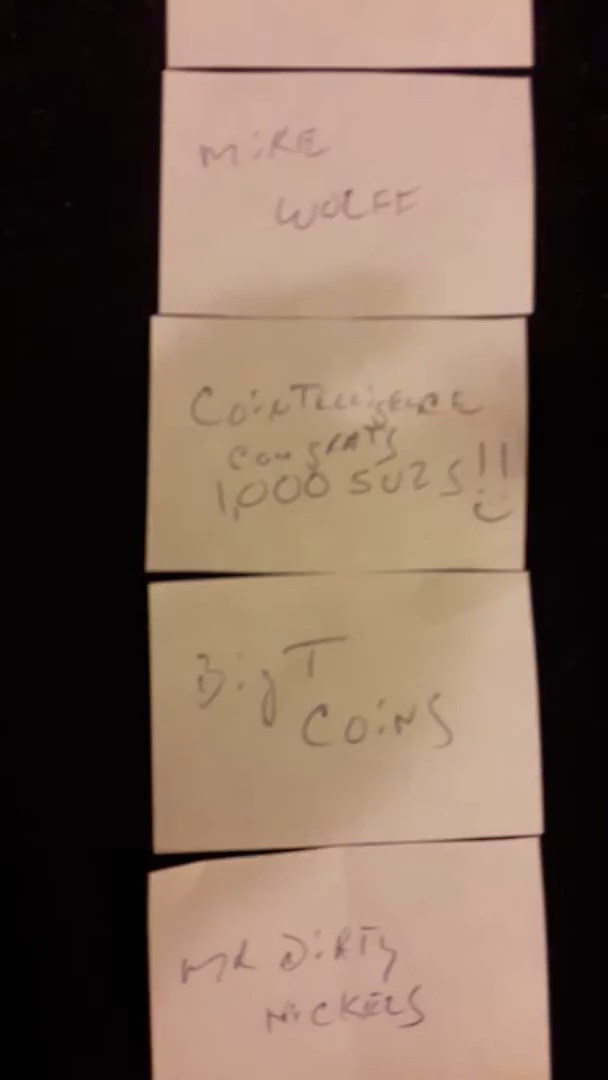 MiKE
WOLFE
CoiNTelligence
congrats
1,000 SUBS!!
Big T
COiNS
MR DiRTy
NiCKELS